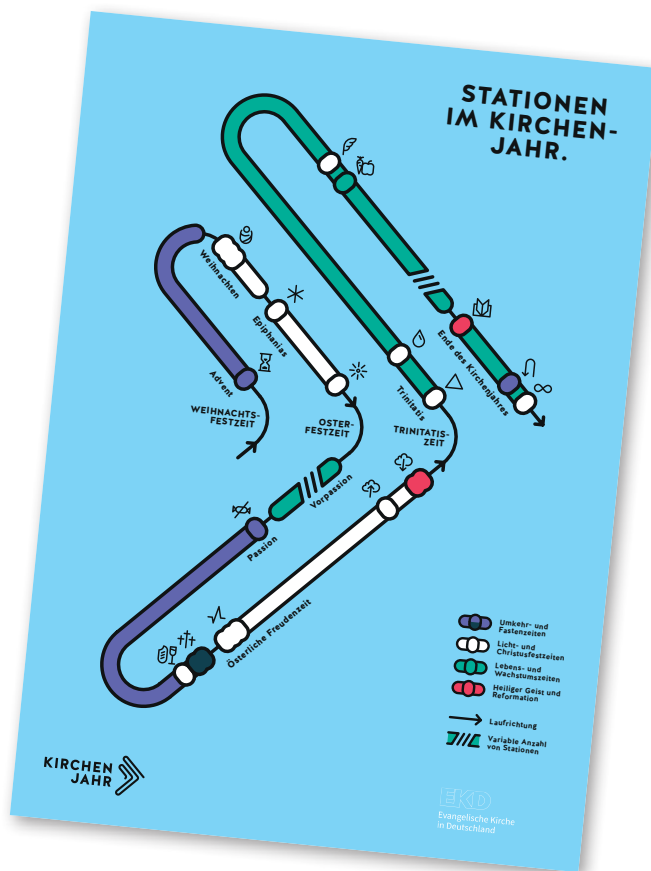 STATIONEN
IM KIRCHEN-
JAHR.
Weihnachten
Epiphanias
Advent
WEIHNACHTS-
FESTZEIT
OSTER-
FESTZEIT
Trinitatis
TRINITATIS-
ZEIT
Ende des Kirchenjahres
Vorpassion
Passion
Österliche Freudenzeit
Umkehr- und
Fastenzeiten
Licht- und
Christusfestzeiten
Lebens- und
Wachstumszeiten
Heiliger Geist und
Reformation
Laufrichtung
Variable Anzahl
von Stationen
KIRCHEN
JAHR
EKD
Evangelische Kirche
in Deutschland